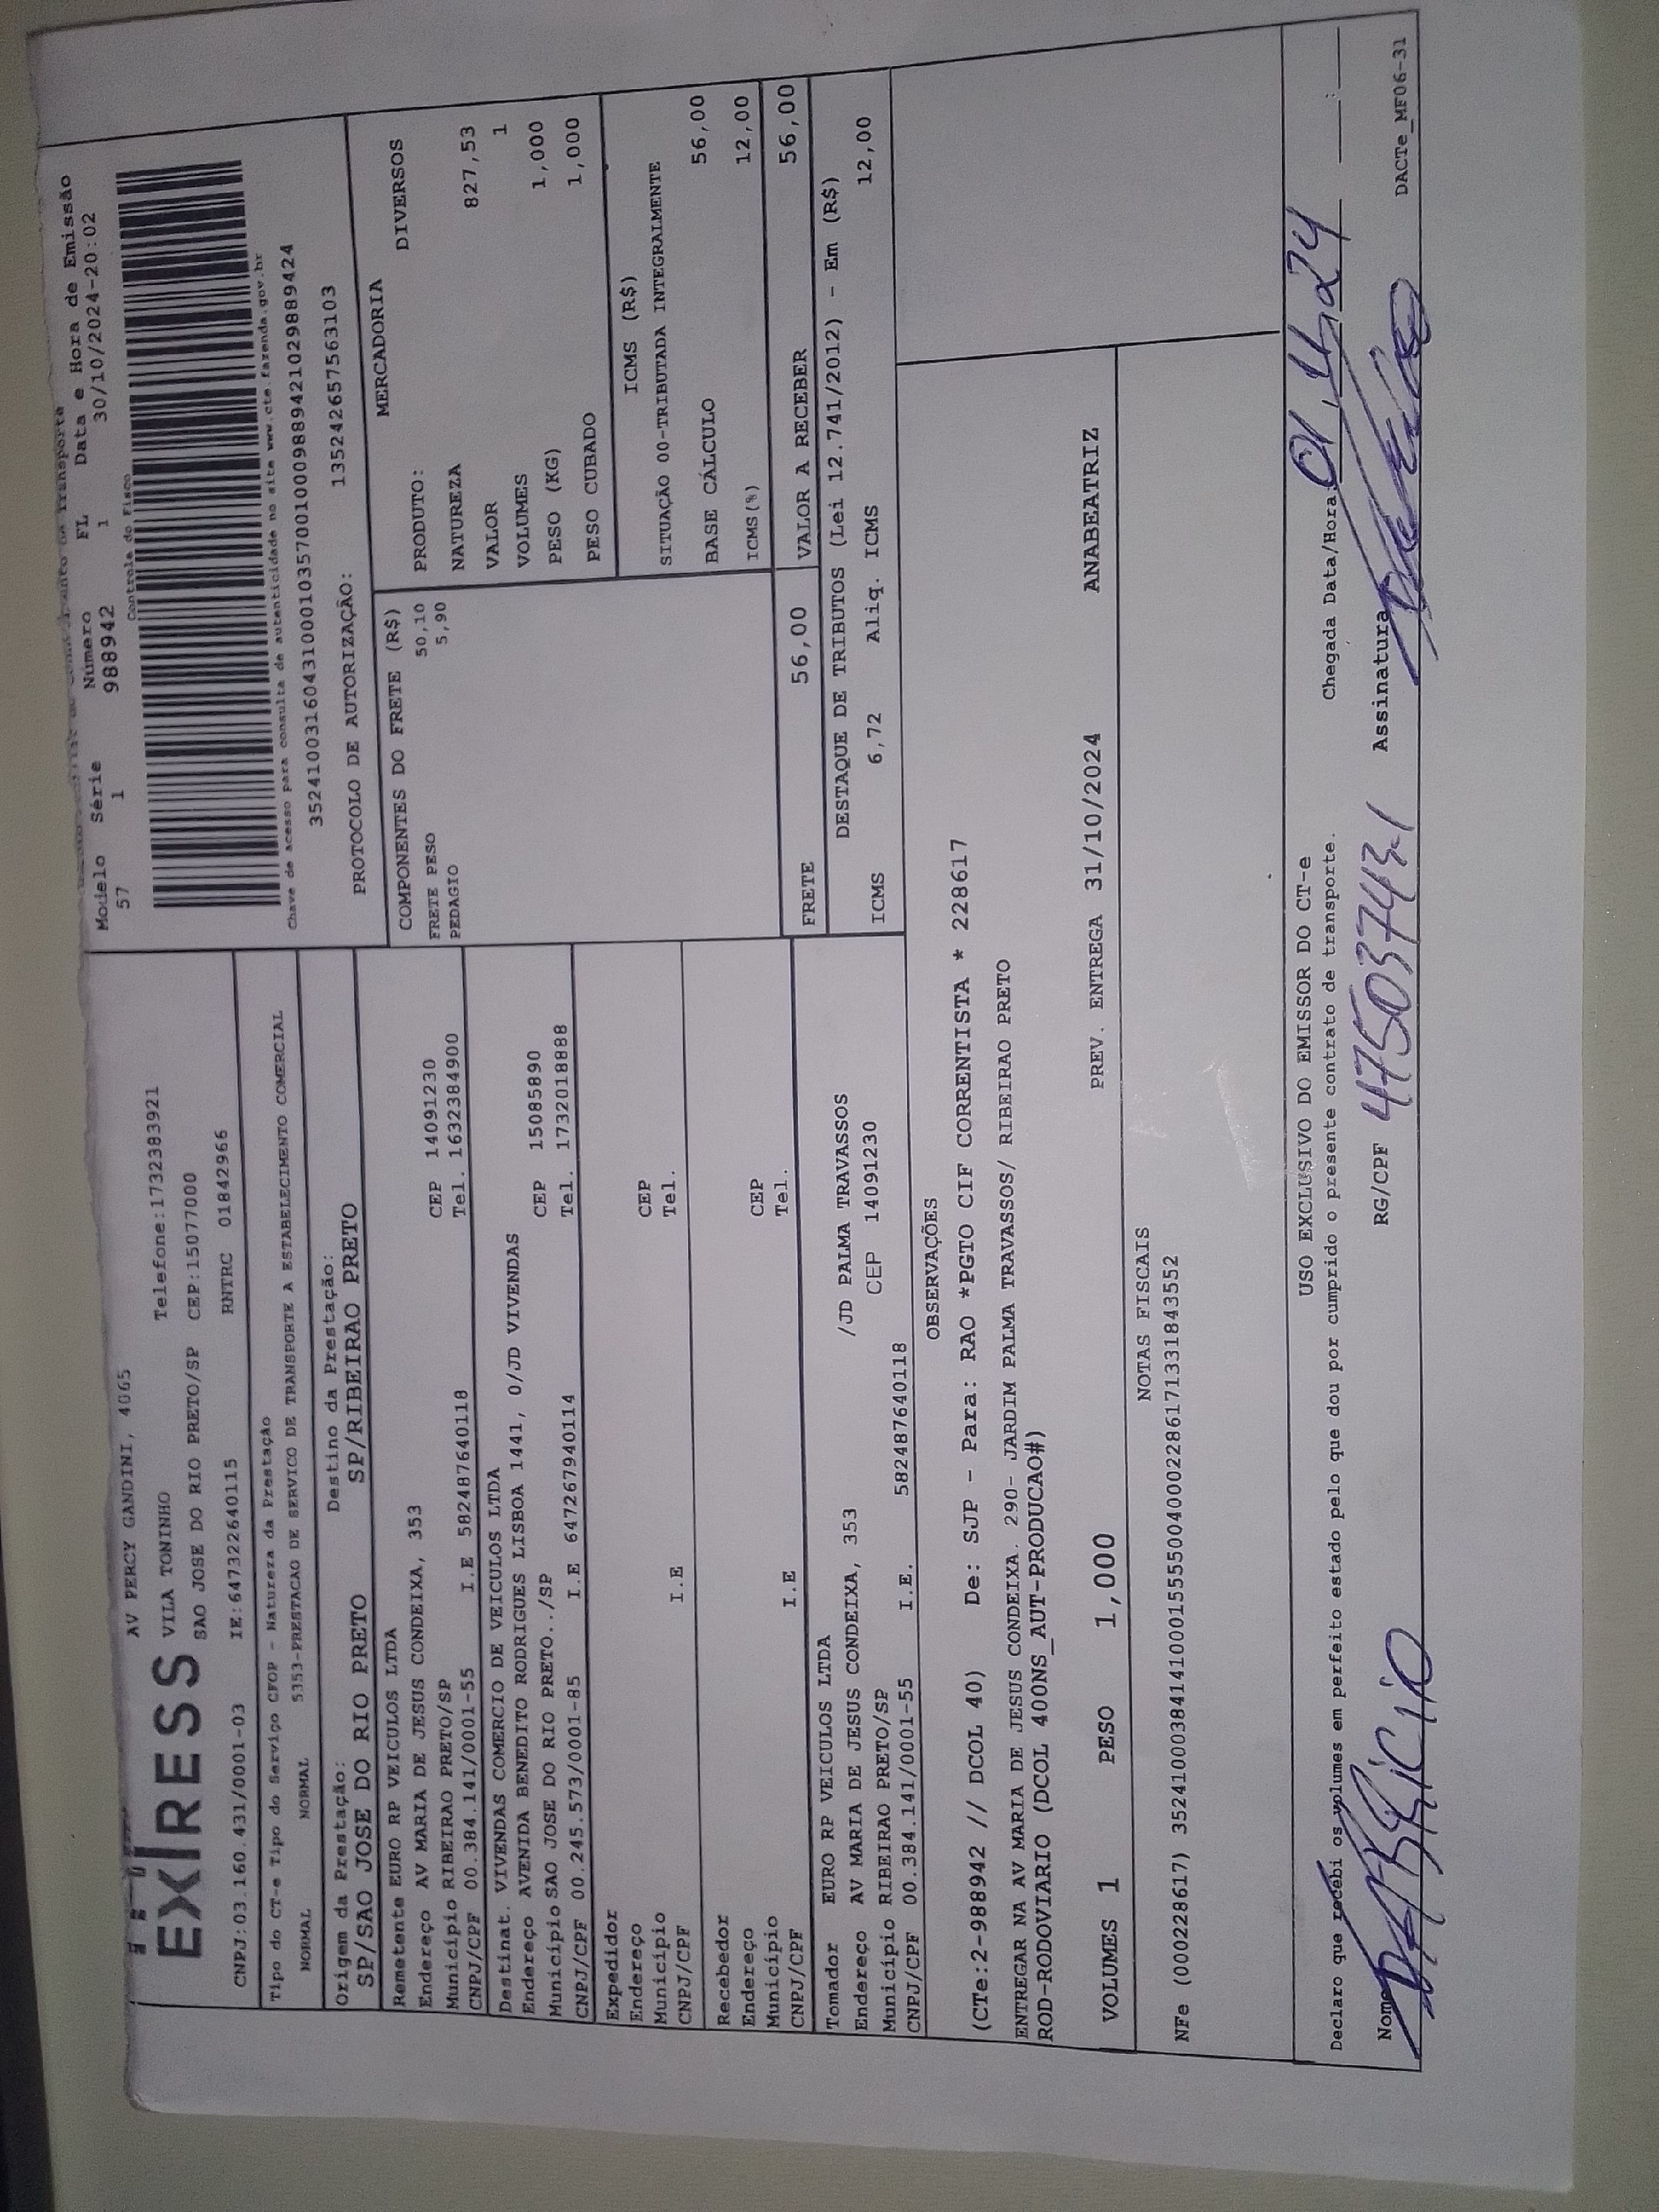 AV PERCY GANDINI, 4065
EXPRESS
VILA TONINHO Telefone:1732383921
SAO JOSE DO RIO PRETO/SP CEP:15077000
CNPJ:03.160.431/0001-03 IE:647322640115 RNTRC 01842966
Tipo do CT-e Tipo do Serviço CFOP - Natureza da Prestação
NORMAL NORMAL 5353-PRESTACAO DE SERVICO DE TRANSPORTE A ESTABELECIMENTO COMERCIAL
Origem da Prestação: Destino da Prestação:
SP/SAO JOSE DO RIO PRETO SP/RIBEIRAO PRETO
Modelo Série Número FL Data e Hora de Emissão
57 1 988942 1 30/10/2024-20:02
Controle do Fisco
Chave de acesso para consulta de autenticidade no site www.cte.fazenda.gov.br
35241003160431000103570010009889421029889424
PROTOCOLO DE AUTORIZAÇÃO: 135242657563103
Remetente EURO RP VEICULOS LTDA
Endereço AV MARIA DE JESUS CONDEIXA, 353 CEP 14091230
Município RIBEIRAO PRETO/SP Tel. 1632384900
CNPJ/CPF 00.384.141/0001-55 I.E 582487640118
Destinat. VIVENDAS COMERCIO DE VEICULOS LTDA
Endereço AVENIDA BENEDITO RODRIGUES LISBOA 1441, 0/JD VIVENDAS
Município SAO JOSE DO RIO PRETO../SP CEP 15085890
CNPJ/CPF 00.245.573/0001-85 I.E 647267940114 Tel. 1732018888
Expedidor
Endereço
Município CEP
CNPJ/CPF I.E Tel.
Recebedor
Endereço
Município CEP
CNPJ/CPF I.E Tel.
Tomador EURO RP VEICULOS LTDA
Endereço AV MARIA DE JESUS CONDEIXA, 353 /JD PALMA TRAVASSOS
Município RIBEIRAO PRETO/SP CEP 14091230
CNPJ/CPF 00.384.141/0001-55 I.E. 582487640118
COMPONENTES DO FRETE (R$)
FRETE PESO 50,10
PEDAGIO 5,90
FRETE 56,00
MERCADORIA
PRODUTO: DIVERSOS
NATUREZA
VALOR 827,53
VOLUMES 1
PESO (KG) 1,000
PESO CUBADO 1,000
ICMS (R$)
SITUAÇÃO 00-TRIBUTADA INTEGRALMENTE
BASE CÁLCULO 56,00
ICMS(%) 12,00
VALOR A RECEBER 56,00
DESTAQUE DE TRIBUTOS (Lei 12.741/2012) - Em (R$)
ICMS 6,72 Aliq. ICMS 12,00
OBSERVAÇÕES
(CTe:2-988942 // DCOL 40) De: SJP - Para: RAO *PGTO CIF CORRENTISTA * 228617
ENTREGAR NA AV MARIA DE JESUS CONDEIXA. 290- JARDIM PALMA TRAVASSOS/ RIBEIRAO PRETO
ROD-RODOVIARIO (DCOL 400NS_AUT-PRODUCAO#)
VOLUMES 1 PESO 1,000 PREV. ENTREGA 31/10/2024 ANABEATRIZ
NOTAS FISCAIS
NFe (000228617) 35241000384141000155550040002286171331843552
USO EXCLUSIVO DO EMISSOR DO CT-e
Declaro que recebi os volumes em perfeito estado pelo que dou por cumprido o presente contrato de transporte. Chegada Data/Hora: 01,11,24
Nome RG/CPF 47503743-1 Assinatura
DACTe_MF06-31